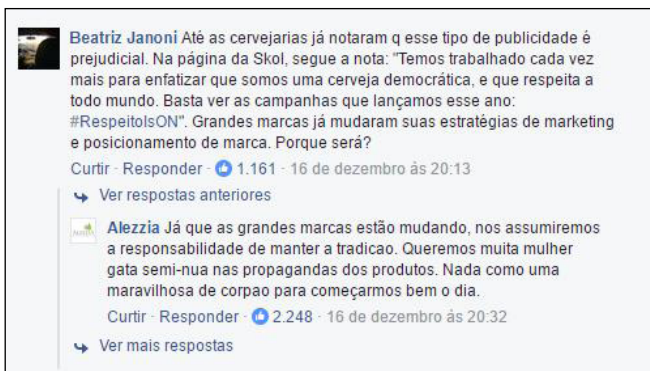 Beatriz Janoni Até as cervejarias já notaram q esse tipo de publicidade é
prejudicial. Na página da Skol, segue a nota: "Temos trabalhado cada vez
mais para enfatizar que somos uma cerveja democrática, e que respeita a
todo mundo. Basta ver as campanhas que lançamos esse ano:
#RespeitoIsON". Grandes marcas já mudaram suas estratégias de marketing
e posicionamento de marca. Porque será?
Curtir · Responder · 1.161 · 16 de dezembro às 20:13
Ver respostas anteriores
Alezzia Já que as grandes marcas estão mudando, nos assumiremos
a responsabilidade de manter a tradicao. Queremos muita mulher
gata semi-nua nas propagandas dos produtos. Nada como uma
maravilhosa de corpao para começarmos bem o dia.
Curtir · Responder · 2.248 · 16 de dezembro às 20:32
Ver mais respostas